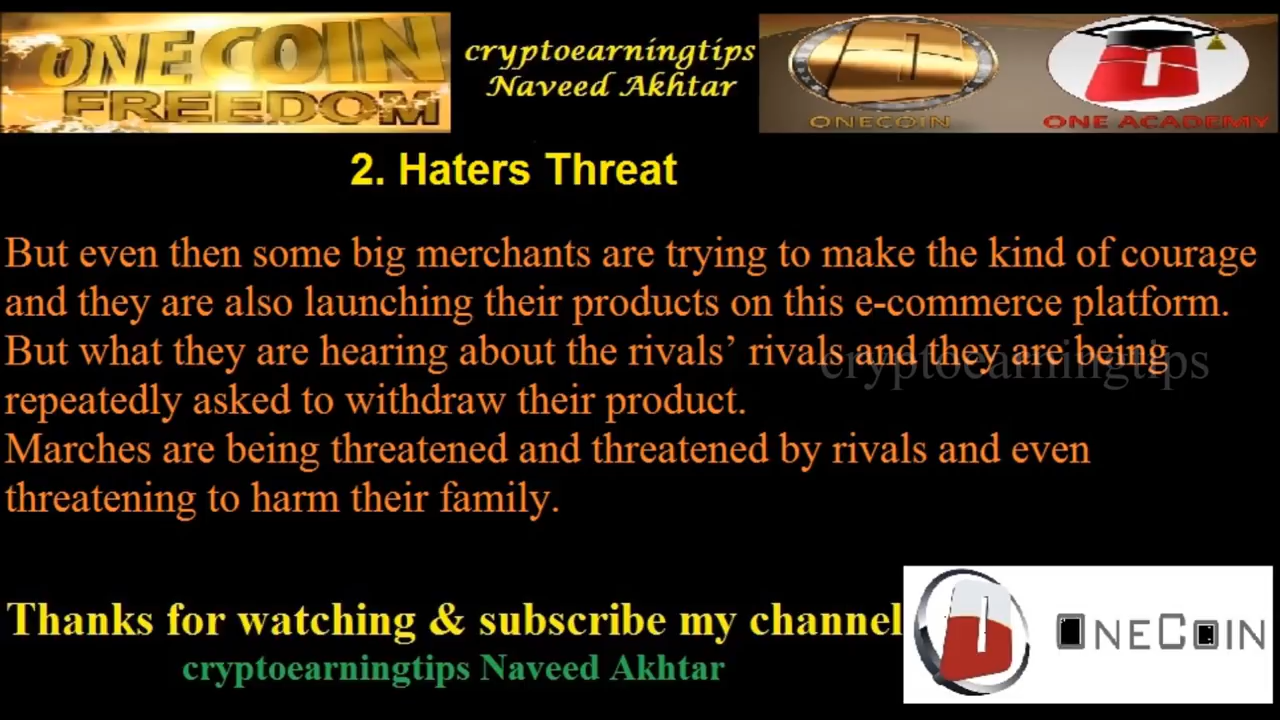 ONECOIN
FREEDOM
cryptoearningtips
Naveed Akhtar
ONECOIN
ONE ACADEMY
2. Haters Threat
But even then some big merchants are trying to make the kind of courage
and they are also launching their products on this e-commerce platform.
But what they are hearing about the rivals’ rivals and they are being
cryptoearningtips
repeatedly asked to withdraw their product.
Marches are being threatened and threatened by rivals and even
threatening to harm their family.
Thanks for watching & subscribe my channel
cryptoearningtips Naveed Akhtar
ONECOIN